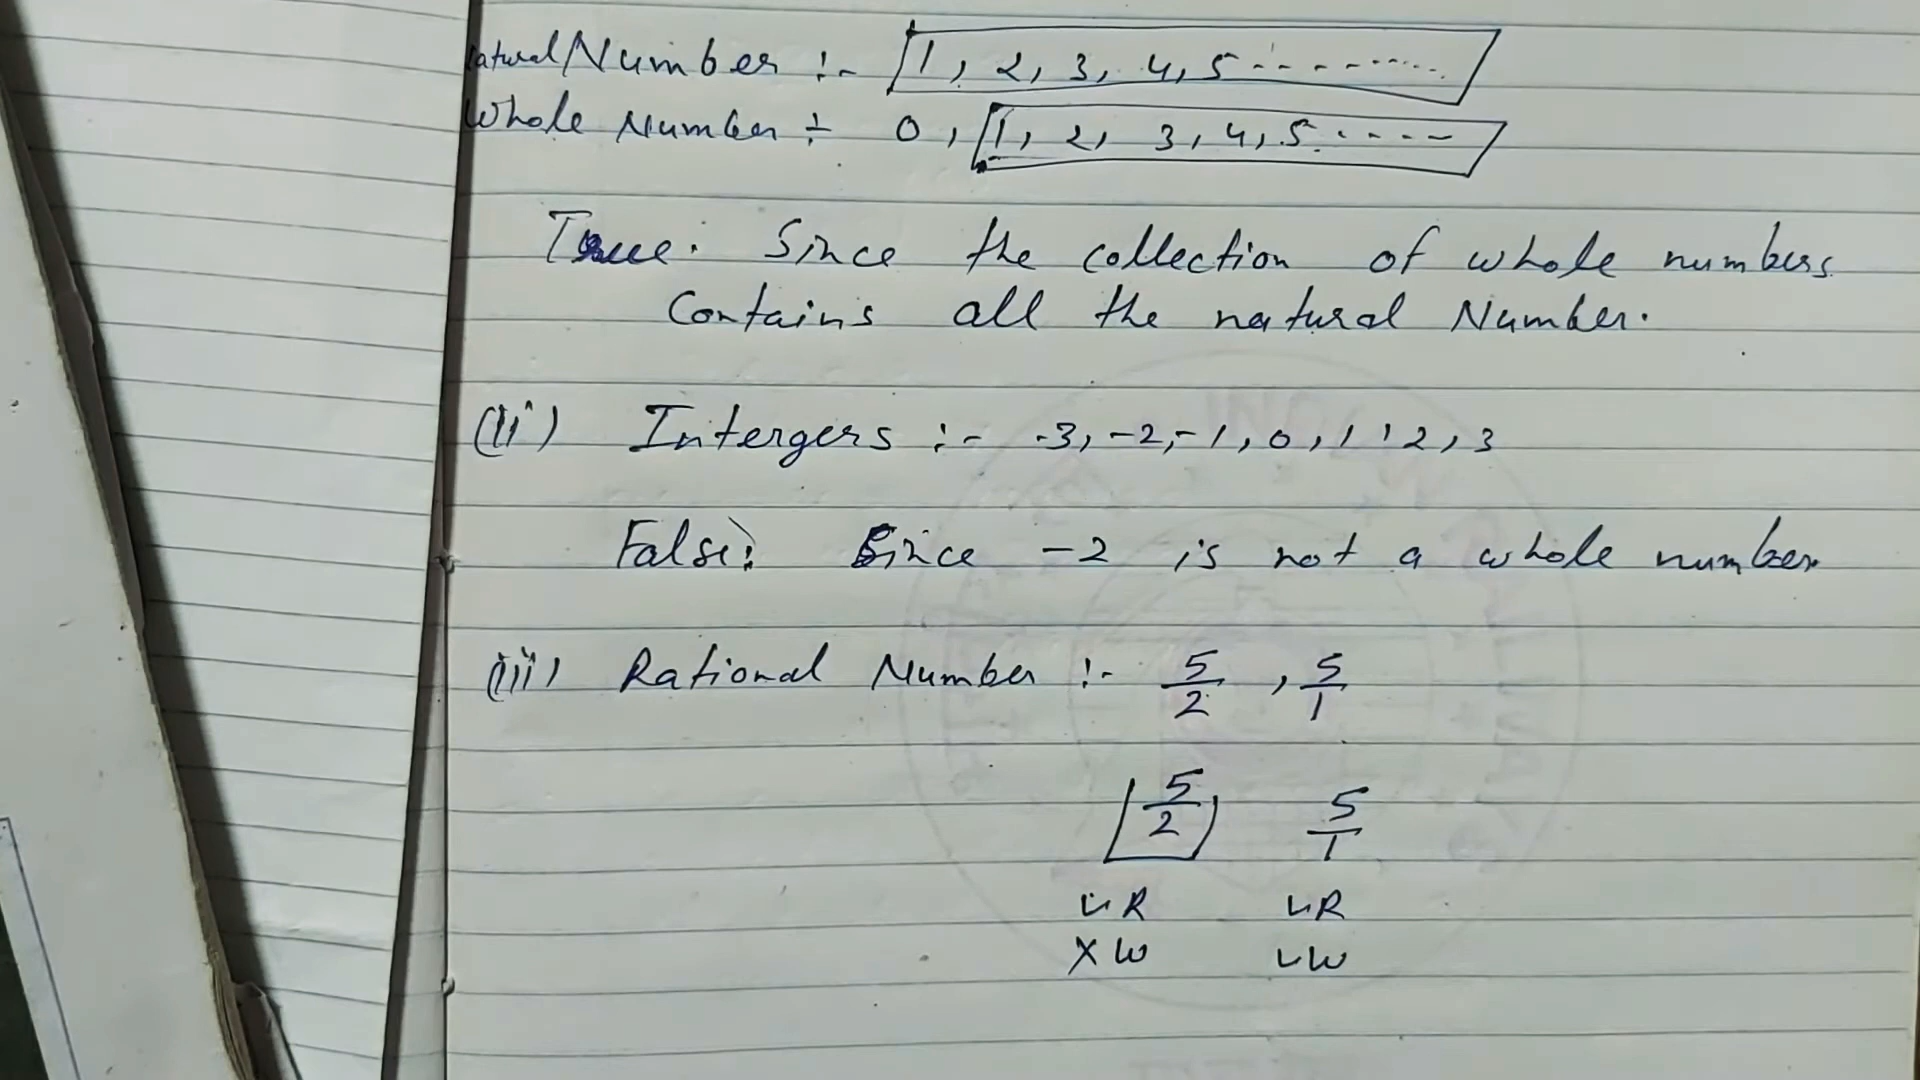 Natural Number :- 1, 2, 3, 4, 5 ..........
Whole Number ÷ 0, 1, 2, 3, 4, 5 .....
True. Since the collection of whole numbers
Contains all the natural Number.
(ii) Intergers :- -3, -2, -1, 0, 1, 2, 3
False: Since -2 is not a whole number
(iii) Rational Number :- 5/2, 5/1
5/2 5/1
✓R ✓R
XW ✓W